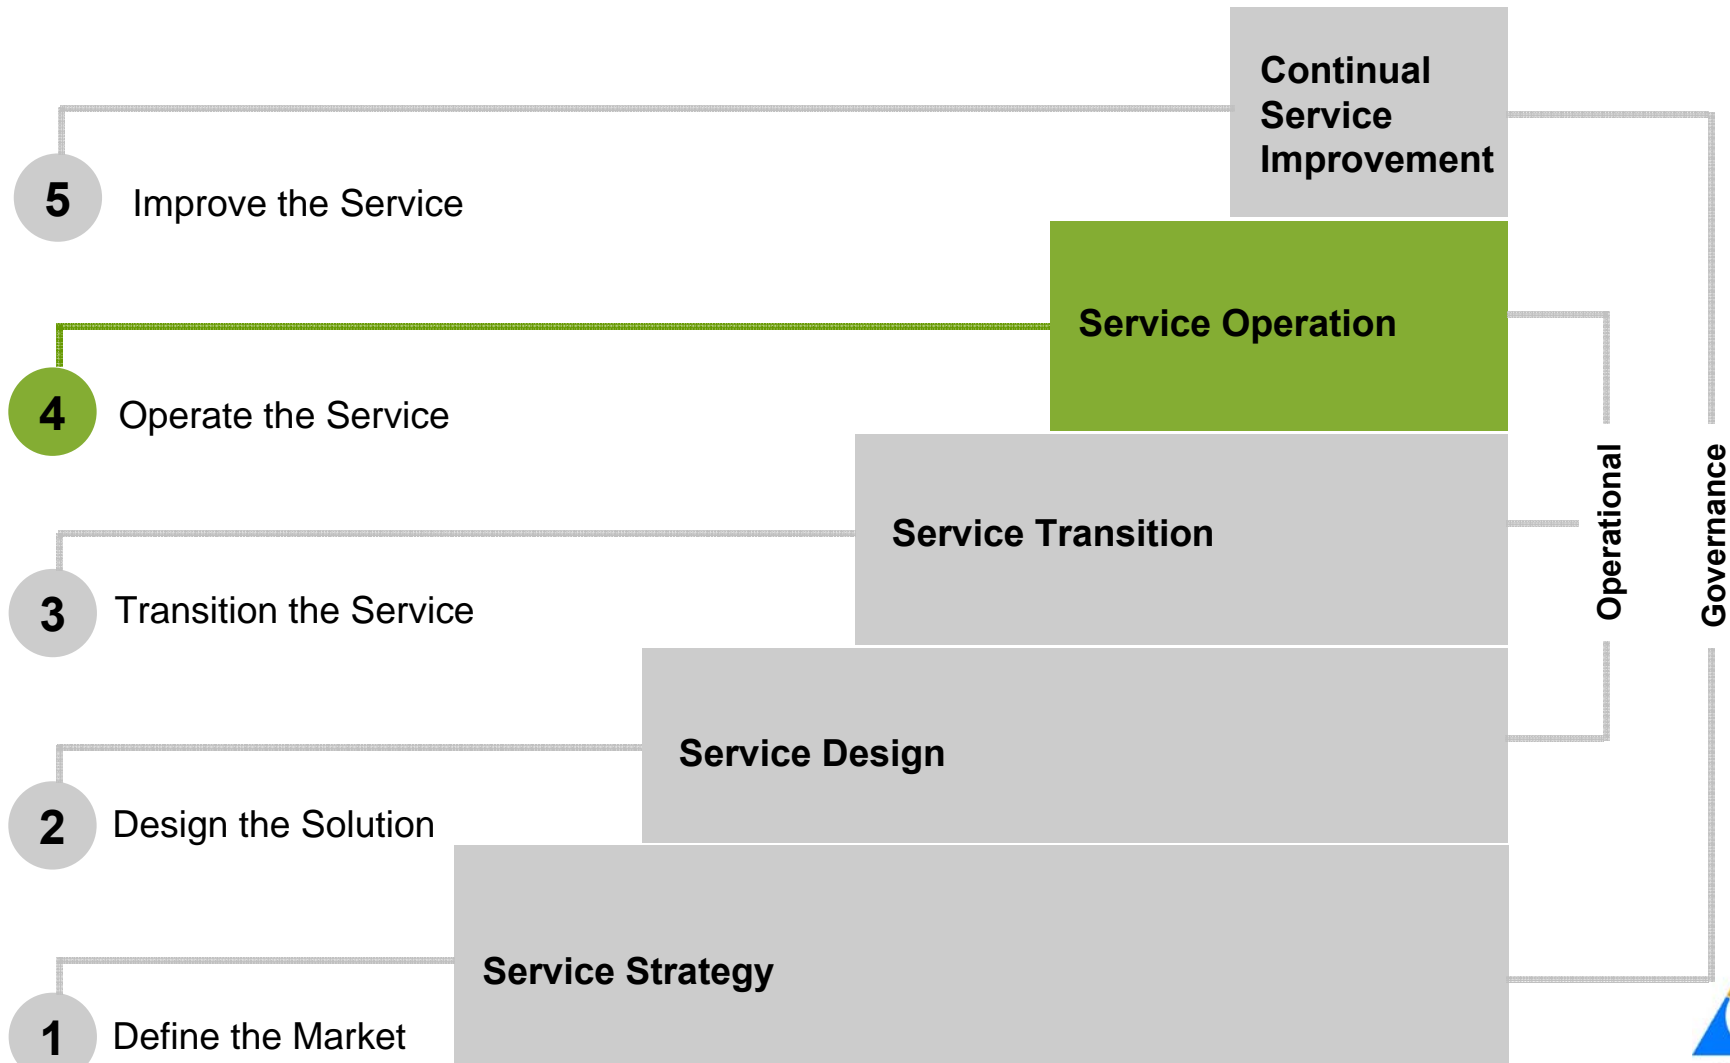 Continual
Service
Improvement
5 Improve the Service
Service Operation
4 Operate the Service
Operational
Governance
Service Transition
3 Transition the Service
Service Design
2 Design the Solution
Service Strategy
1 Define the Market